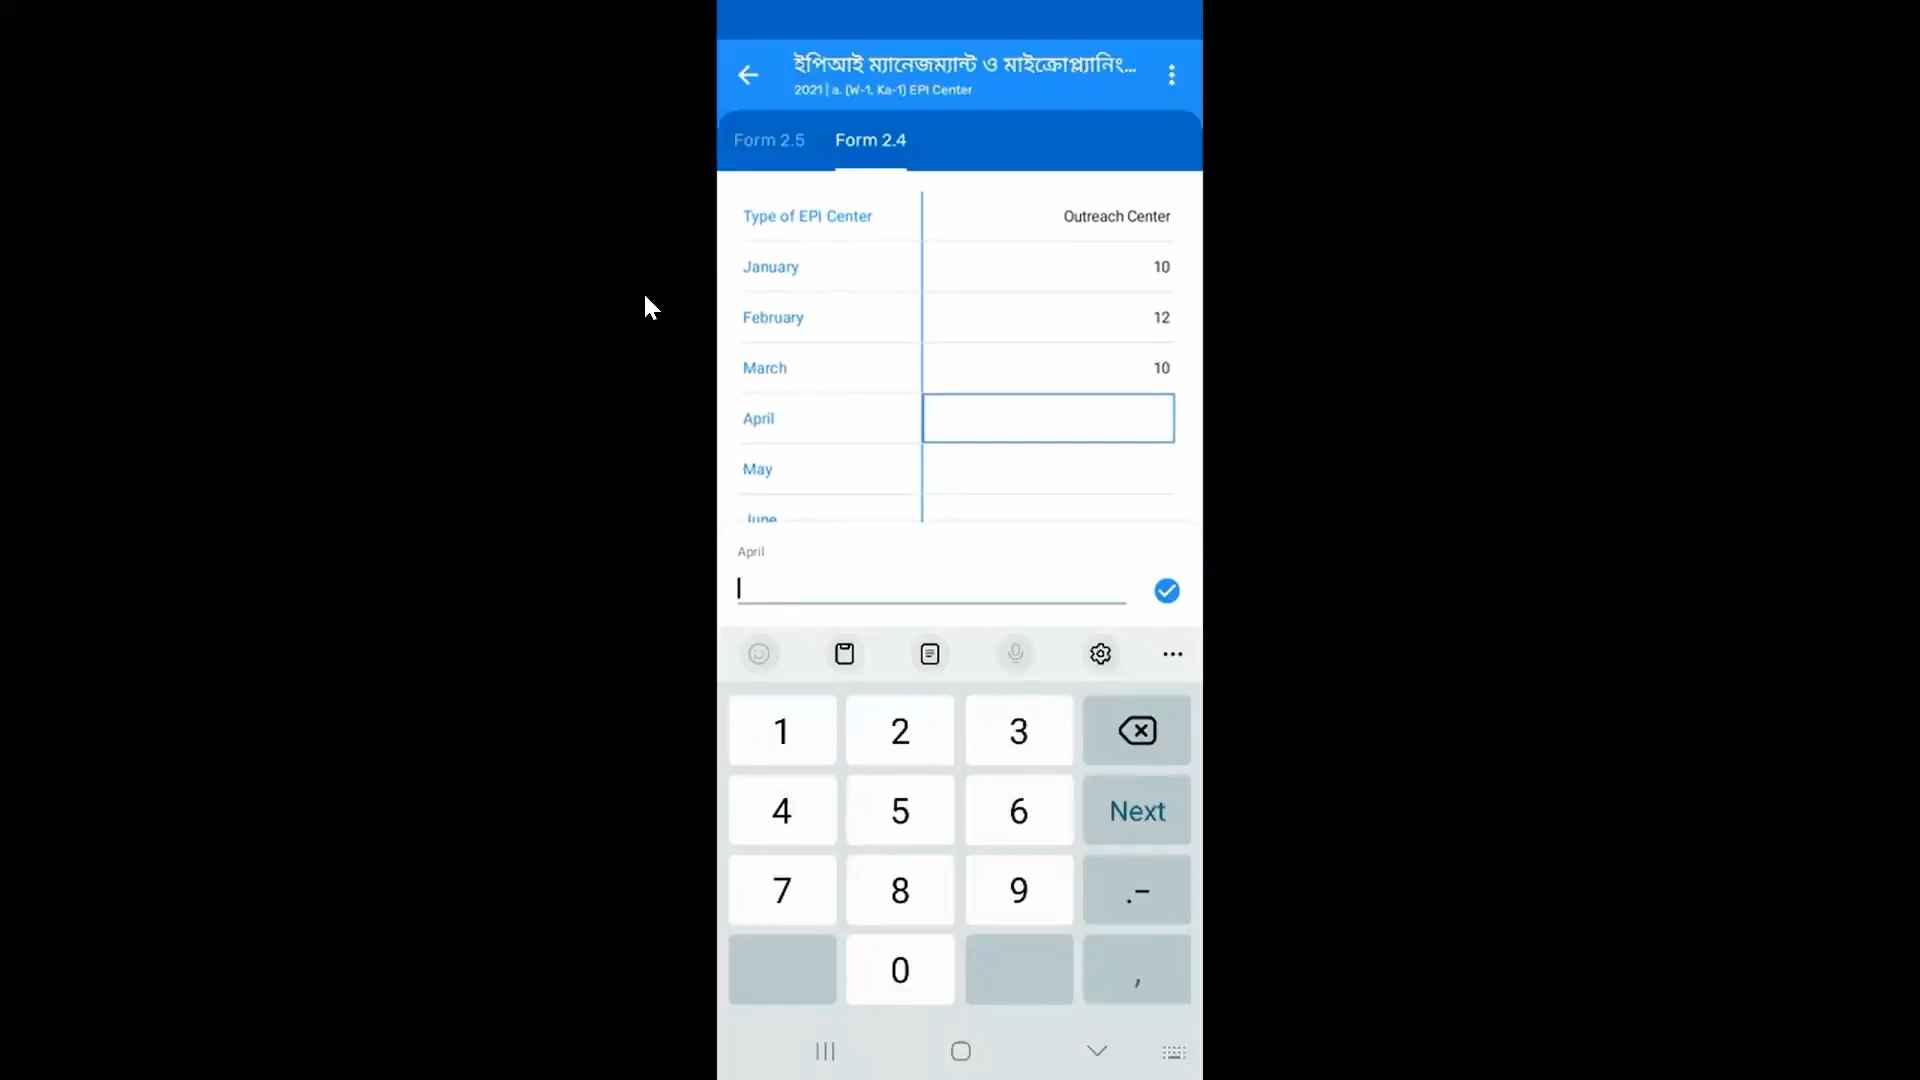 ইপিআই ম্যানেজম্যান্ট ও মাইক্রোপ্ল্যানিং...
2021 | a. (W-1, Ka-1) EPI Center
Form 2.5 Form 2.4
Type of EPI Center Outreach Center
January 10
February 12
March 10
April
May
June
April
1 2 3
4 5 6 Next
7 8 9 .-
0 ,